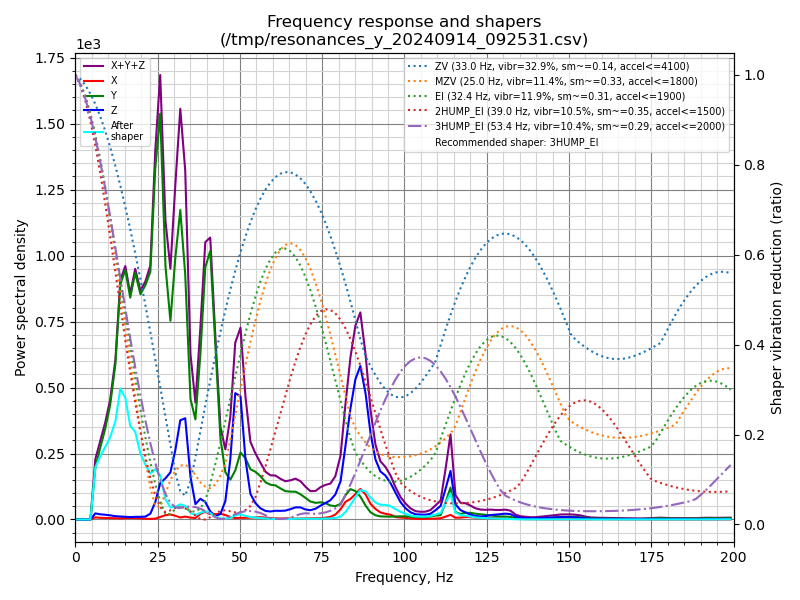 Frequency response and shapers
(/tmp/resonances_y_20240914_092531.csv)
1e3
X+Y+Z
X
Y
Z
After
shaper
ZV (33.0 Hz, vibr=32.9%, sm~=0.14, accel<=4100)
MZV (25.0 Hz, vibr=11.4%, sm~=0.33, accel<=1800)
EI (32.4 Hz, vibr=11.9%, sm~=0.31, accel<=1900)
2HUMP_EI (39.0 Hz, vibr=10.5%, sm~=0.35, accel<=1500)
3HUMP_EI (53.4 Hz, vibr=10.4%, sm~=0.29, accel<=2000)
Recommended shaper: 3HUMP_EI
1.75
1.50
1.25
1.00
0.75
0.50
0.25
0.00
Power spectral density
1.0
0.8
0.6
0.4
0.2
0.0
Shaper vibration reduction (ratio)
0 25 50 75 100 125 150 175 200
Frequency, Hz